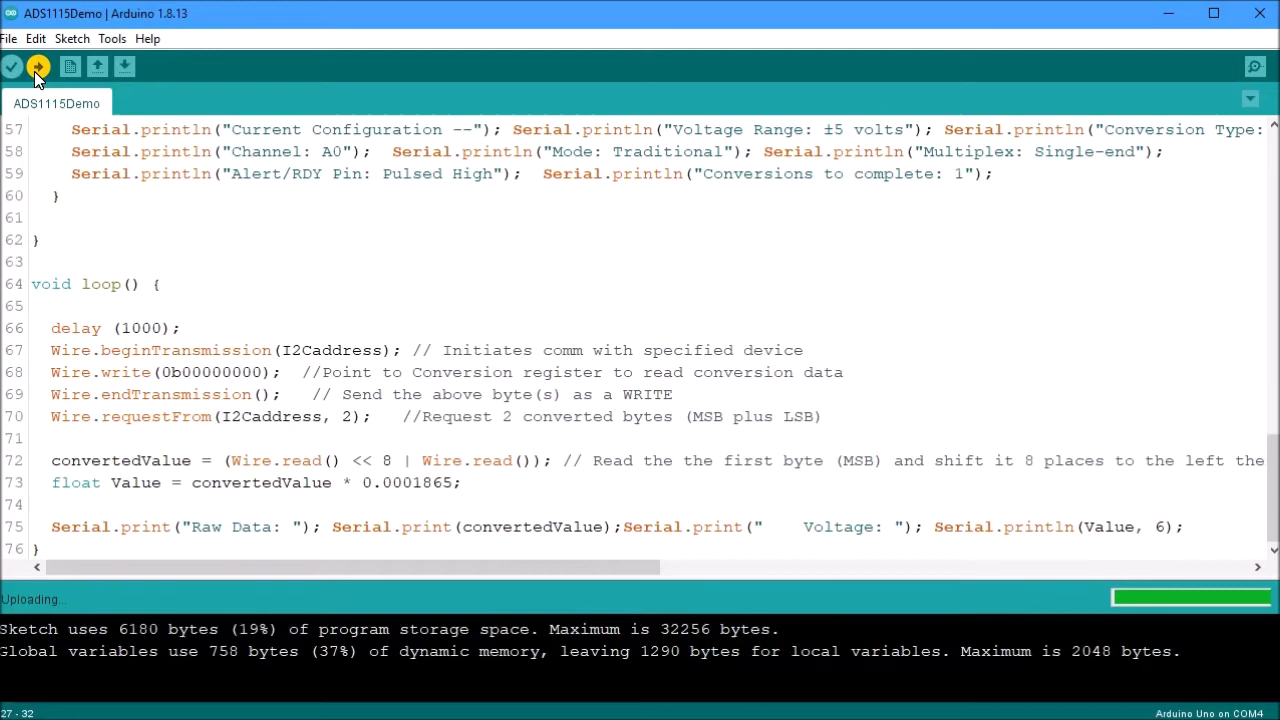 ADS1115Demo | Arduino 1.8.13
File Edit Sketch Tools Help
ADS1115Demo
57 Serial.println("Current Configuration --"); Serial.println("Voltage Range: ±5 volts"); Serial.println("Conversion Type:
58 Serial.println("Channel: A0"); Serial.println("Mode: Traditional"); Serial.println("Multiplex: Single-end");
59 Serial.println("Alert/RDY Pin: Pulsed High"); Serial.println("Conversions to complete: 1");
60 }
61
62 }
63
64 void loop() {
65
66 delay (1000);
67 Wire.beginTransmission(I2Caddress); // Initiates comm with specified device
68 Wire.write(0b00000000); //Point to Conversion register to read conversion data
69 Wire.endTransmission(); // Send the above byte(s) as a WRITE
70 Wire.requestFrom(I2Caddress, 2); //Request 2 converted bytes (MSB plus LSB)
71
72 convertedValue = (Wire.read() << 8 | Wire.read()); // Read the the first byte (MSB) and shift it 8 places to the left the
73 float Value = convertedValue * 0.0001865;
74
75 Serial.print("Raw Data: "); Serial.print(convertedValue);Serial.print("    Voltage: "); Serial.println(Value, 6);
76 }
Uploading...
Sketch uses 6180 bytes (19%) of program storage space. Maximum is 32256 bytes.
Global variables use 758 bytes (37%) of dynamic memory, leaving 1290 bytes for local variables. Maximum is 2048 bytes.
27 - 32 Arduino Uno on COM4